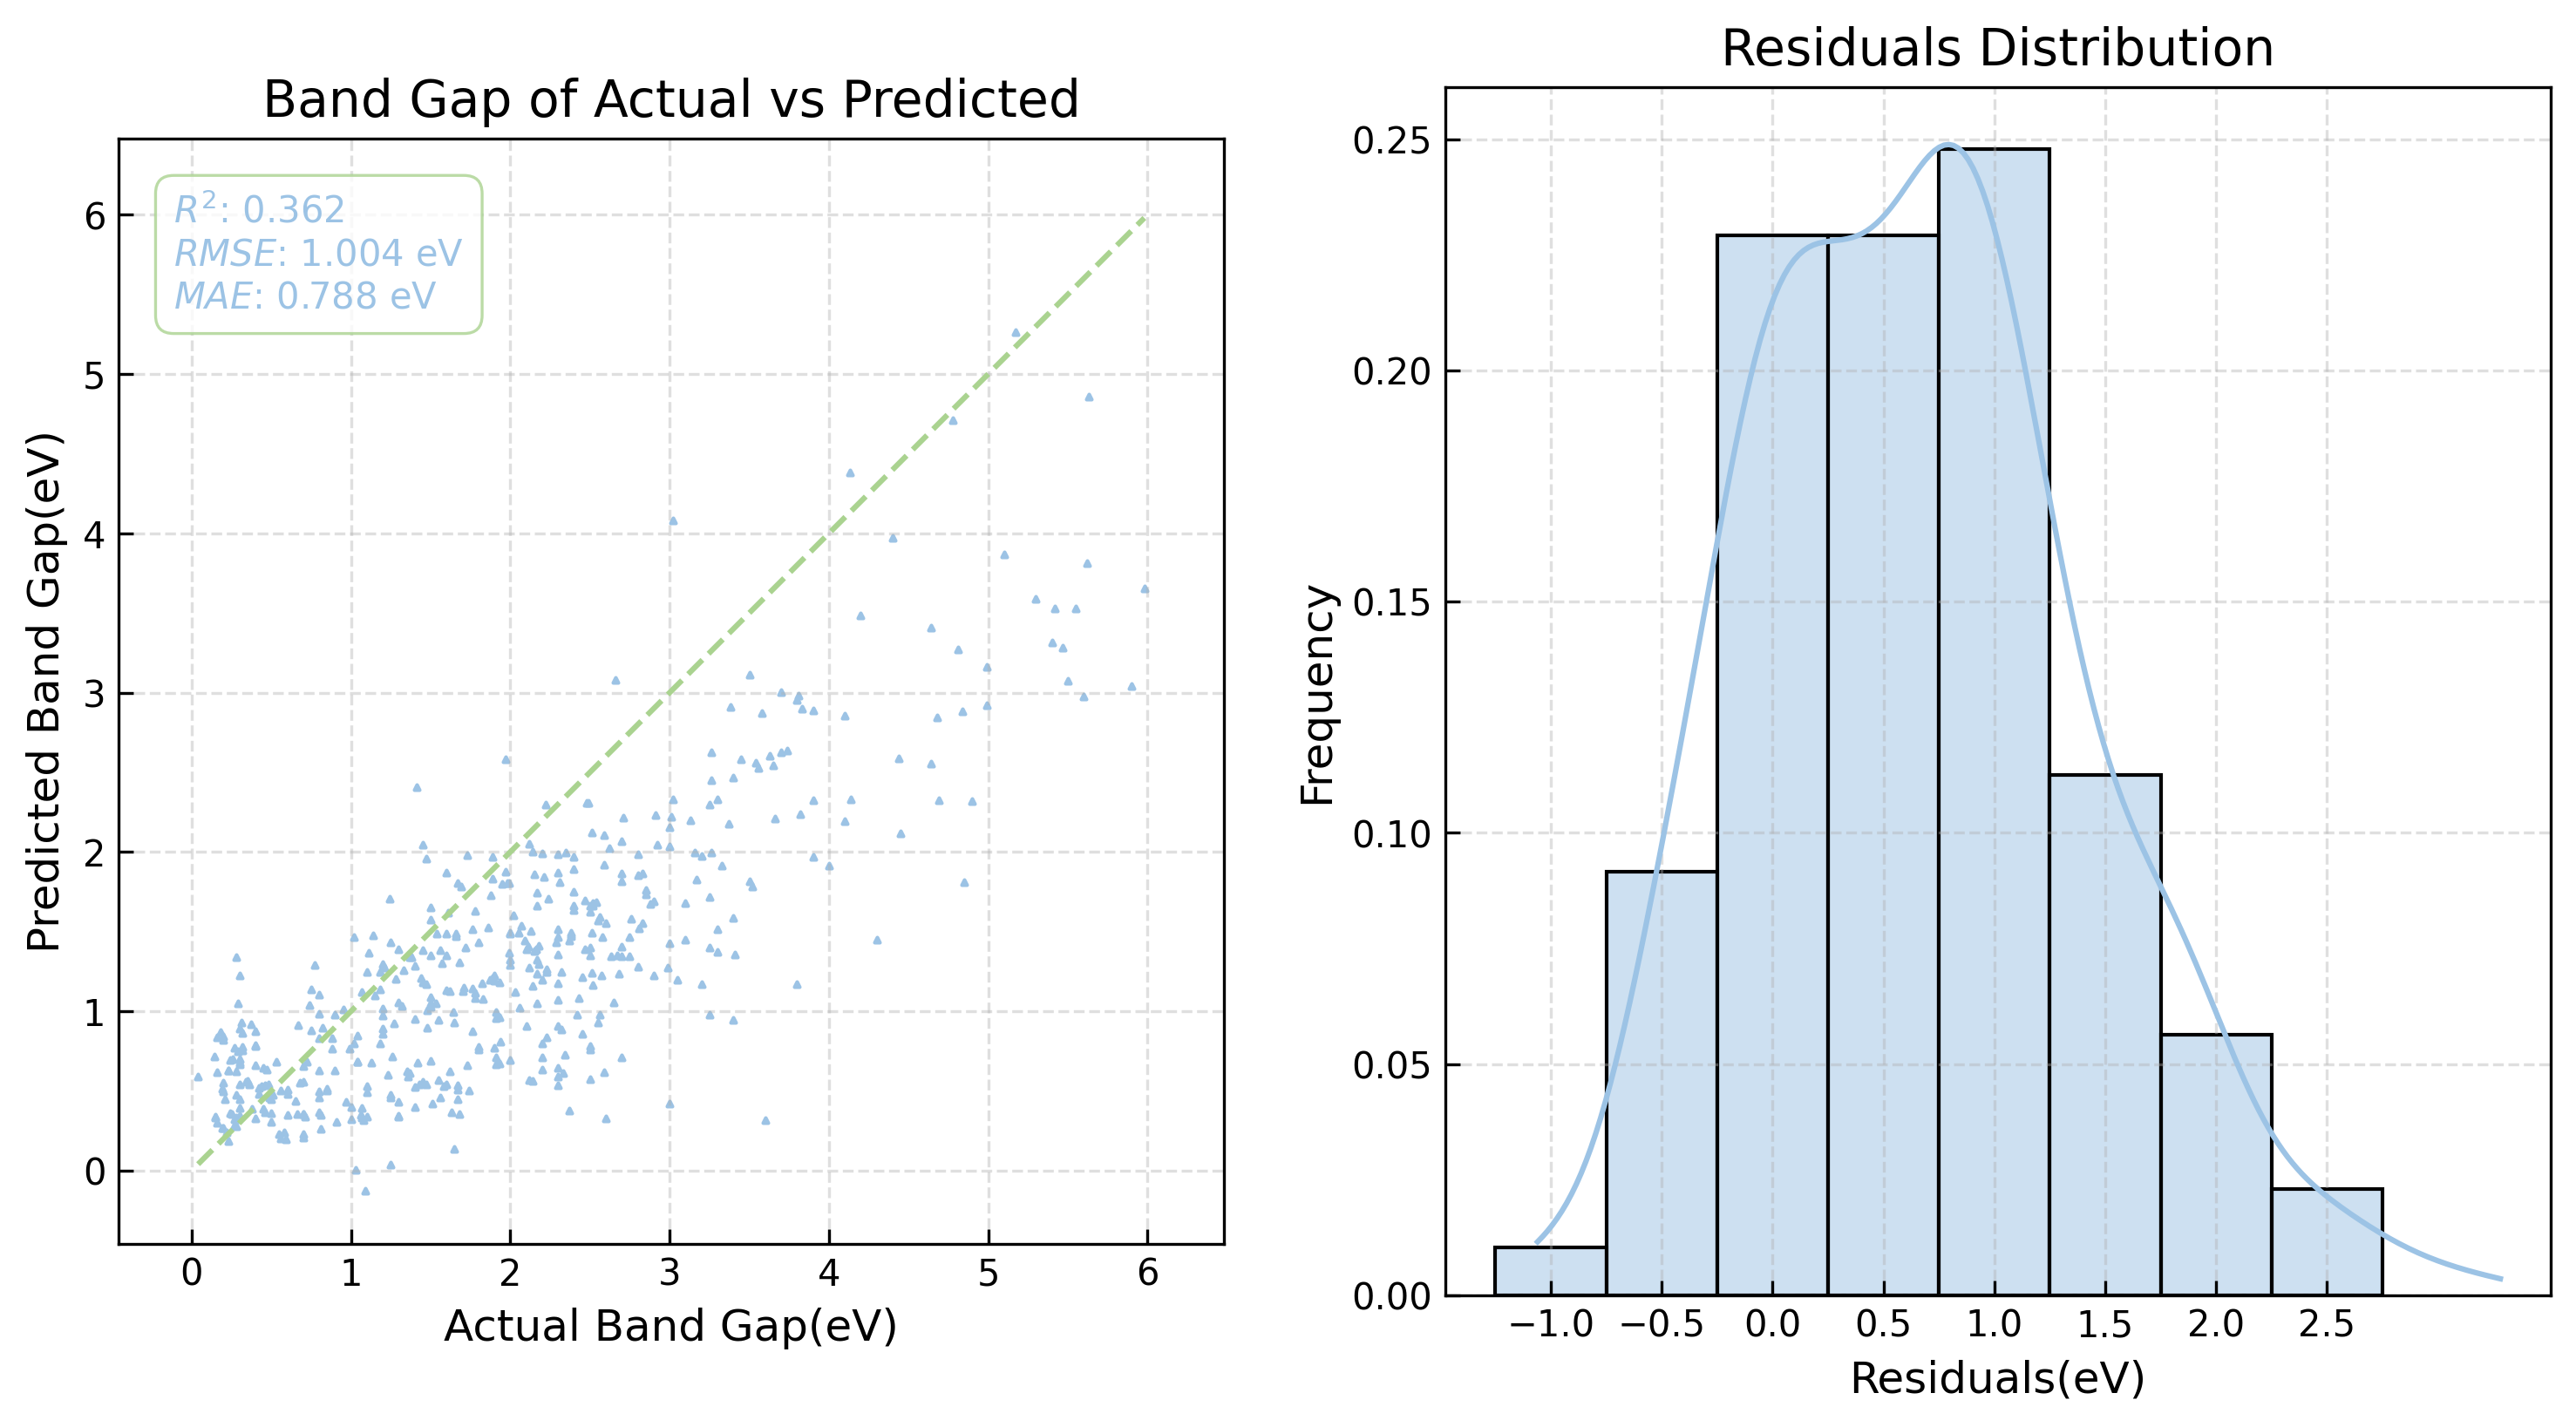 Band Gap of Actual vs Predicted
R²: 0.362
RMSE: 1.004 eV
MAE: 0.788 eV
6
5
4
3
2
1
0
Predicted Band Gap(eV)
0 1 2 3 4 5 6
Actual Band Gap(eV)
Residuals Distribution
0.25
0.20
0.15
0.10
0.05
0.00
Frequency
−1.0 −0.5 0.0 0.5 1.0 1.5 2.0 2.5
Residuals(eV)